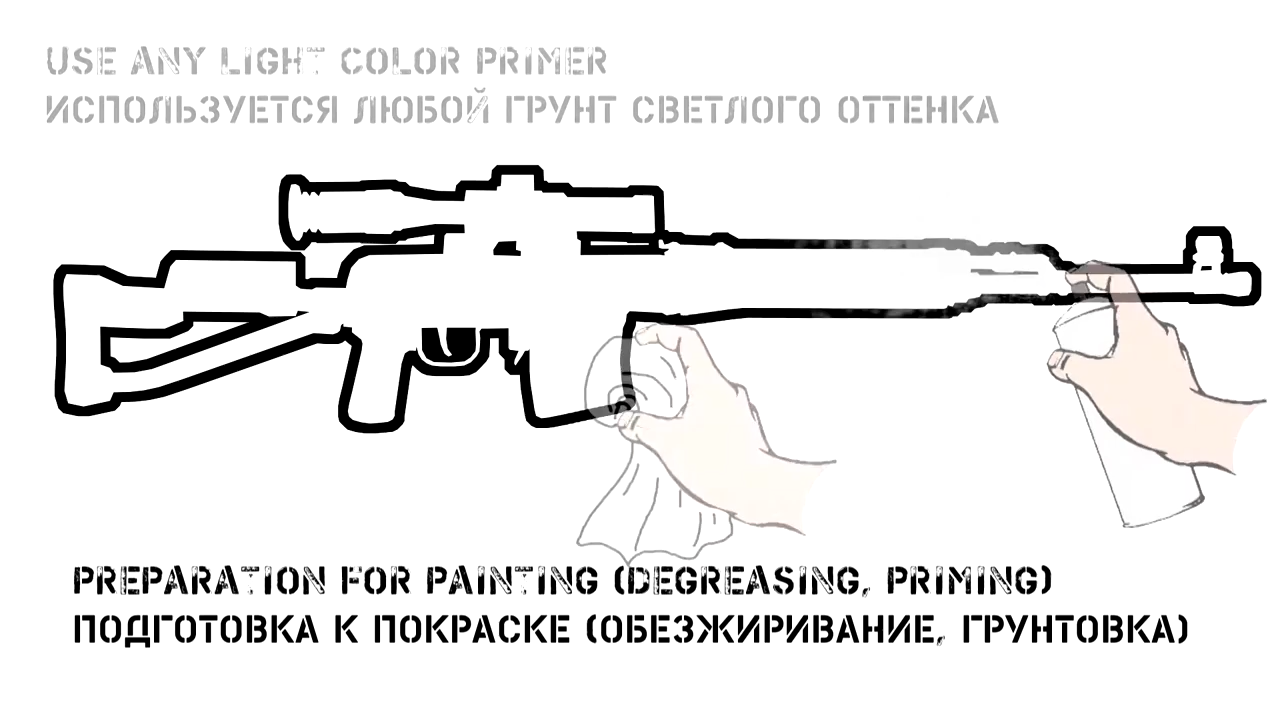 USE ANY LIGHT COLOR PRIMER
ИСПОЛЬЗУЕТСЯ ЛЮБОЙ ГРУНТ СВЕТЛОГО ОТТЕНКА
PREPARATION FOR PAINTING (DEGREASING, PRIMING)
ПОДГОТОВКА К ПОКРАСКЕ (ОБЕЗЖИРИВАНИЕ, ГРУНТОВКА)